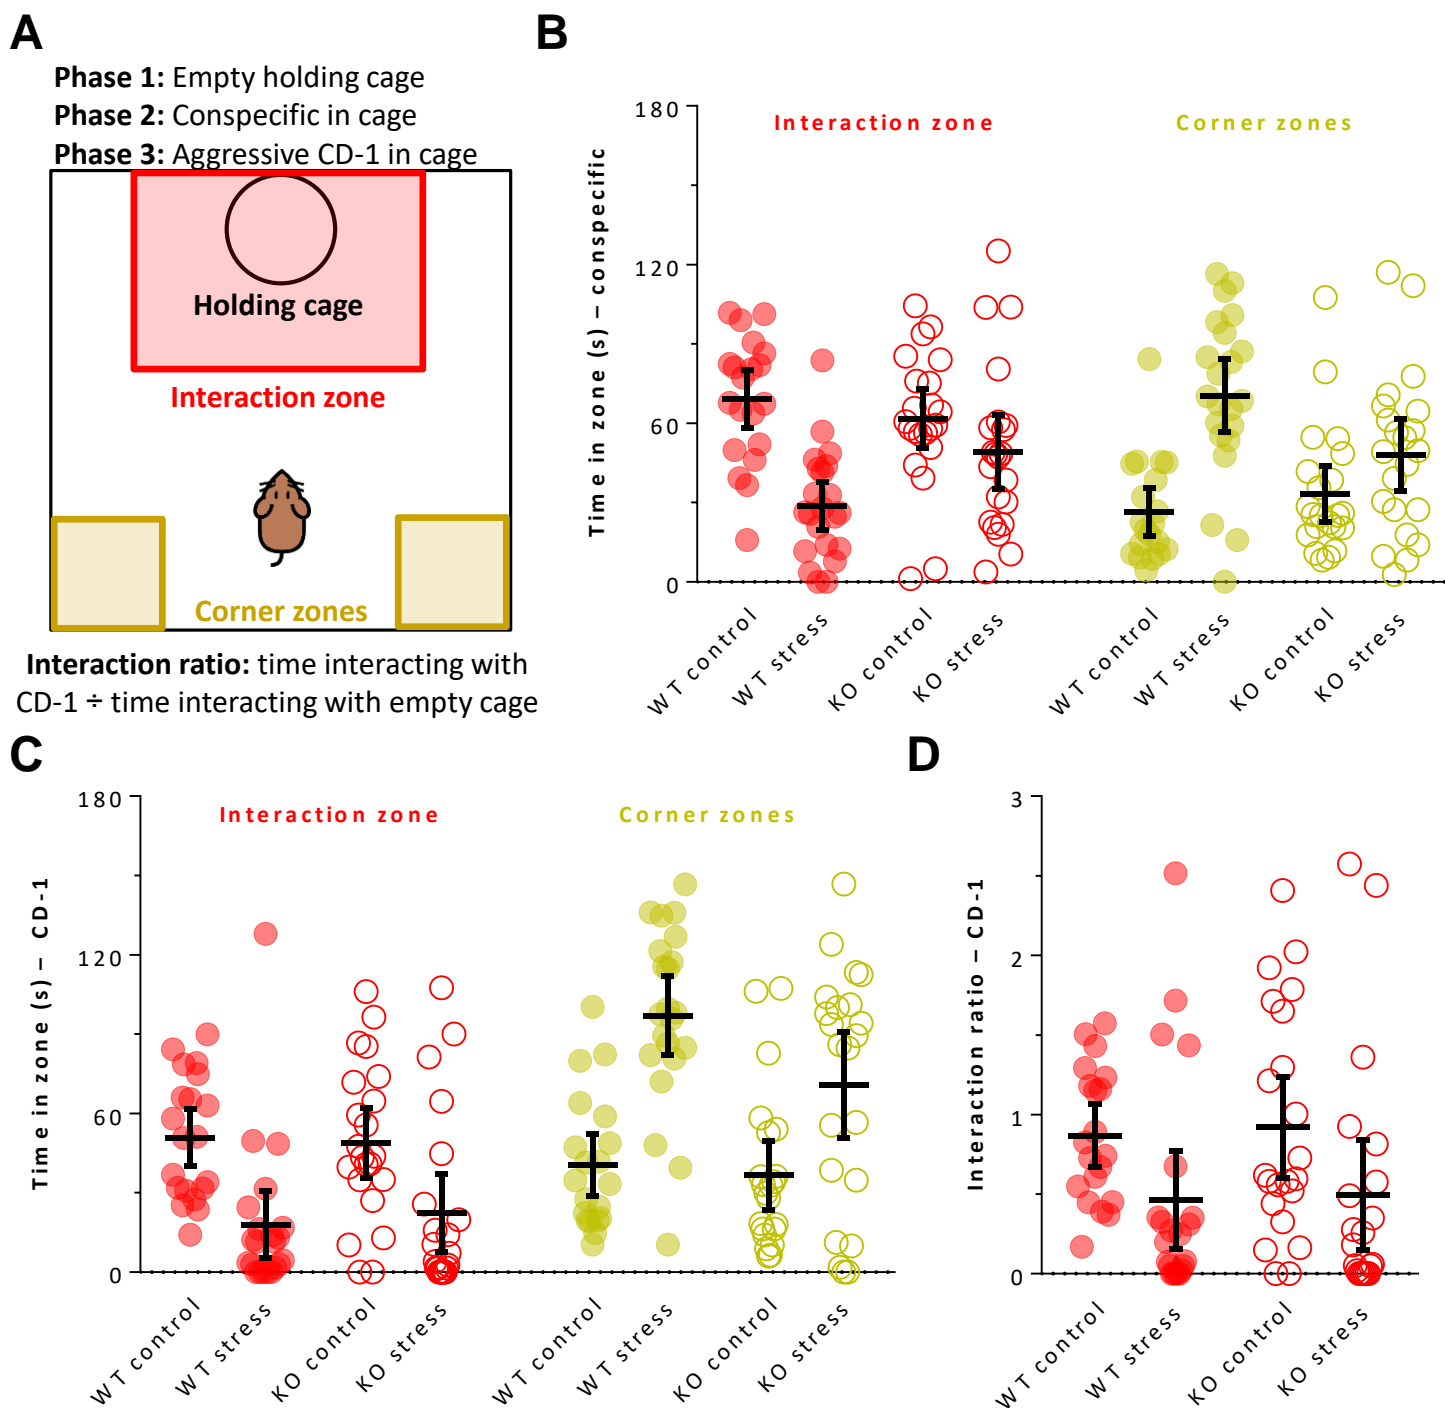 A
Phase 1: Empty holding cage
Phase 2: Conspecific in cage
Phase 3: Aggressive CD-1 in cage
Holding cage
Interaction zone
Corner zones
Interaction ratio: time interacting with
CD-1 ÷ time interacting with empty cage
B
Time in zone (s) – conspecific
180
120
60
0
Interaction zone
Corner zones
WT control
WT stress
KO control
KO stress
WT control
WT stress
KO control
KO stress
C
Time in zone (s) – CD-1
180
120
60
0
Interaction zone
Corner zones
WT control
WT stress
KO control
KO stress
WT control
WT stress
KO control
KO stress
D
Interaction ratio – CD-1
3
2
1
0
WT control
WT stress
KO control
KO stress